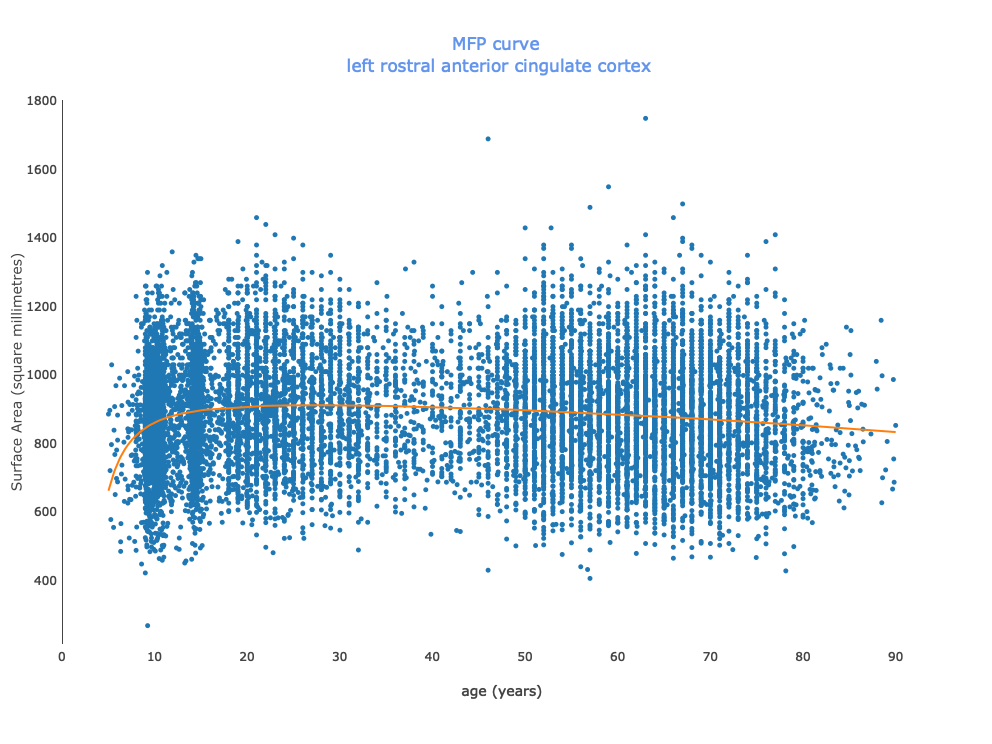 MFP curve
left rostral anterior cingulate cortex
Surface Area (square millimetres)
1800
1600
1400
1200
1000
800
600
400
0 10 20 30 40 50 60 70 80 90
age (years)